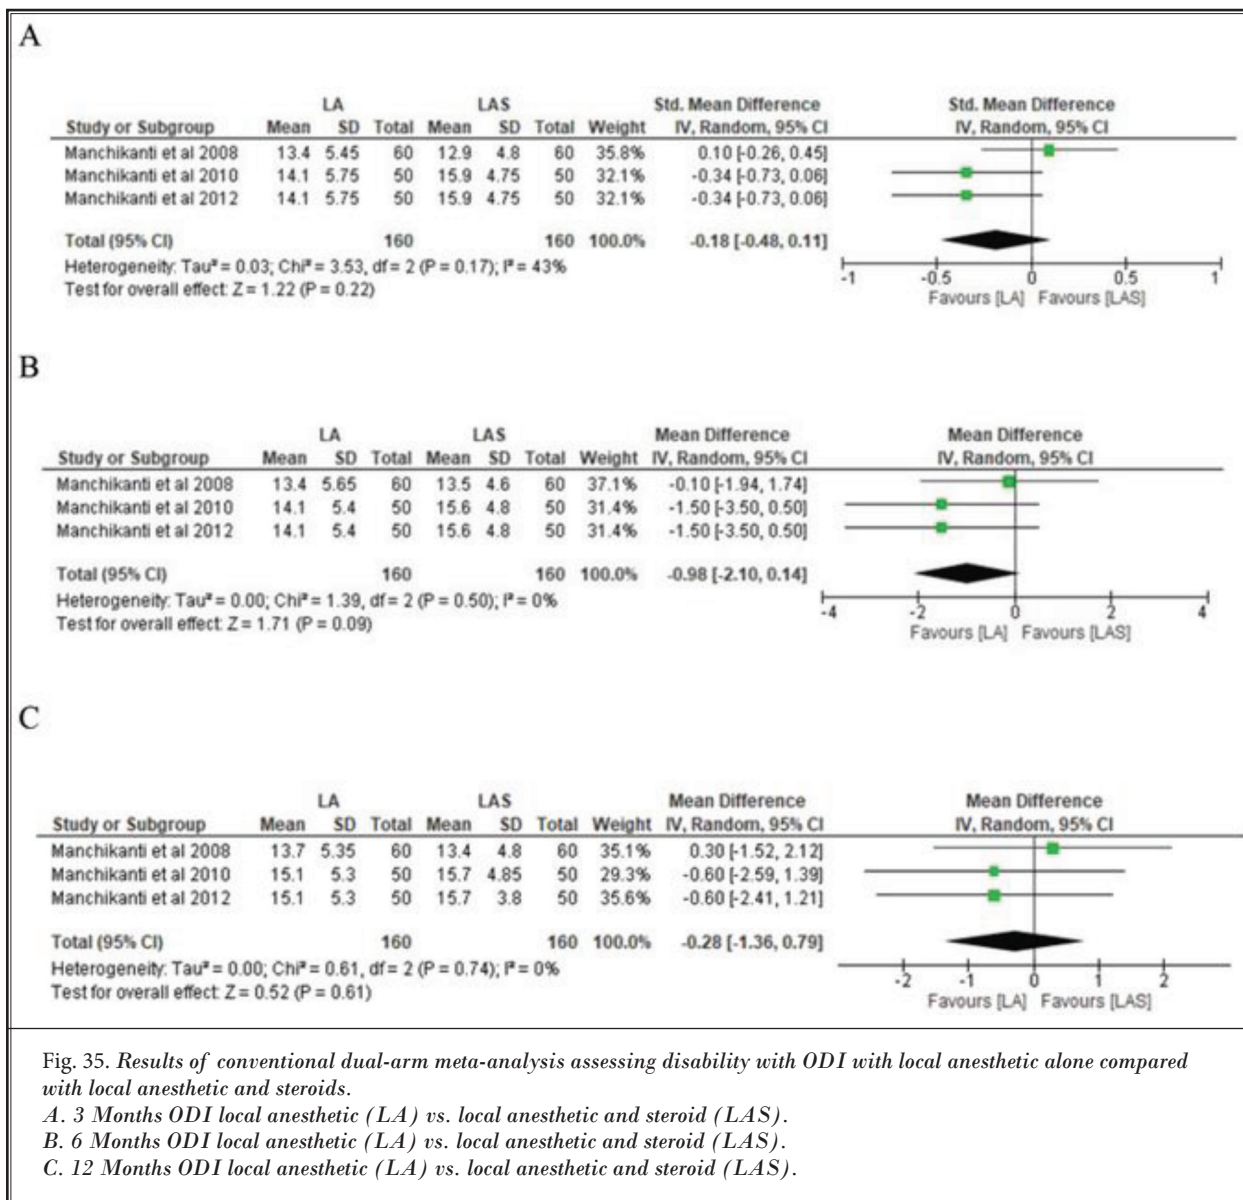 A
LA LAS Std. Mean Difference Std. Mean Difference
Study or Subgroup Mean SD Total Mean SD Total Weight IV, Random, 95% CI IV, Random, 95% CI
Manchikanti et al 2008 13.4 5.45 60 12.9 4.8 60 35.8% 0.10 [-0.26, 0.45]
Manchikanti et al 2010 14.1 5.75 50 15.9 4.75 50 32.1% -0.34 [-0.73, 0.06]
Manchikanti et al 2012 14.1 5.75 50 15.9 4.75 50 32.1% -0.34 [-0.73, 0.06]
Total (95% CI) 160 160 100.0% -0.18 [-0.48, 0.11]
Heterogeneity: Tau² = 0.03; Chi² = 3.53, df = 2 (P = 0.17); I² = 43%
Test for overall effect: Z = 1.22 (P = 0.22)
-1 -0.5 0 0.5 1
Favours [LA] Favours [LAS]
B
LA LAS Mean Difference Mean Difference
Study or Subgroup Mean SD Total Mean SD Total Weight IV, Random, 95% CI IV, Random, 95% CI
Manchikanti et al 2008 13.4 5.65 60 13.5 4.6 60 37.1% -0.10 [-1.94, 1.74]
Manchikanti et al 2010 14.1 5.4 50 15.6 4.8 50 31.4% -1.50 [-3.50, 0.50]
Manchikanti et al 2012 14.1 5.4 50 15.6 4.8 50 31.4% -1.50 [-3.50, 0.50]
Total (95% CI) 160 160 100.0% -0.98 [-2.10, 0.14]
Heterogeneity: Tau² = 0.00; Chi² = 1.39, df = 2 (P = 0.50); I² = 0%
Test for overall effect: Z = 1.71 (P = 0.09)
-4 -2 0 2 4
Favours [LA] Favours [LAS]
C
LA LAS Mean Difference Mean Difference
Study or Subgroup Mean SD Total Mean SD Total Weight IV, Random, 95% CI IV, Random, 95% CI
Manchikanti et al 2008 13.7 5.35 60 13.4 4.8 60 35.1% 0.30 [-1.52, 2.12]
Manchikanti et al 2010 15.1 5.3 50 15.7 4.85 50 29.3% -0.60 [-2.59, 1.39]
Manchikanti et al 2012 15.1 5.3 50 15.7 3.8 50 35.6% -0.60 [-2.41, 1.21]
Total (95% CI) 160 160 100.0% -0.28 [-1.36, 0.79]
Heterogeneity: Tau² = 0.00; Chi² = 0.61, df = 2 (P = 0.74); I² = 0%
Test for overall effect: Z = 0.52 (P = 0.61)
-2 -1 0 1 2
Favours [LA] Favours [LAS]
Fig. 35. Results of conventional dual-arm meta-analysis assessing disability with ODI with local anesthetic alone compared
with local anesthetic and steroids.
A. 3 Months ODI local anesthetic (LA) vs. local anesthetic and steroid (LAS).
B. 6 Months ODI local anesthetic (LA) vs. local anesthetic and steroid (LAS).
C. 12 Months ODI local anesthetic (LA) vs. local anesthetic and steroid (LAS).